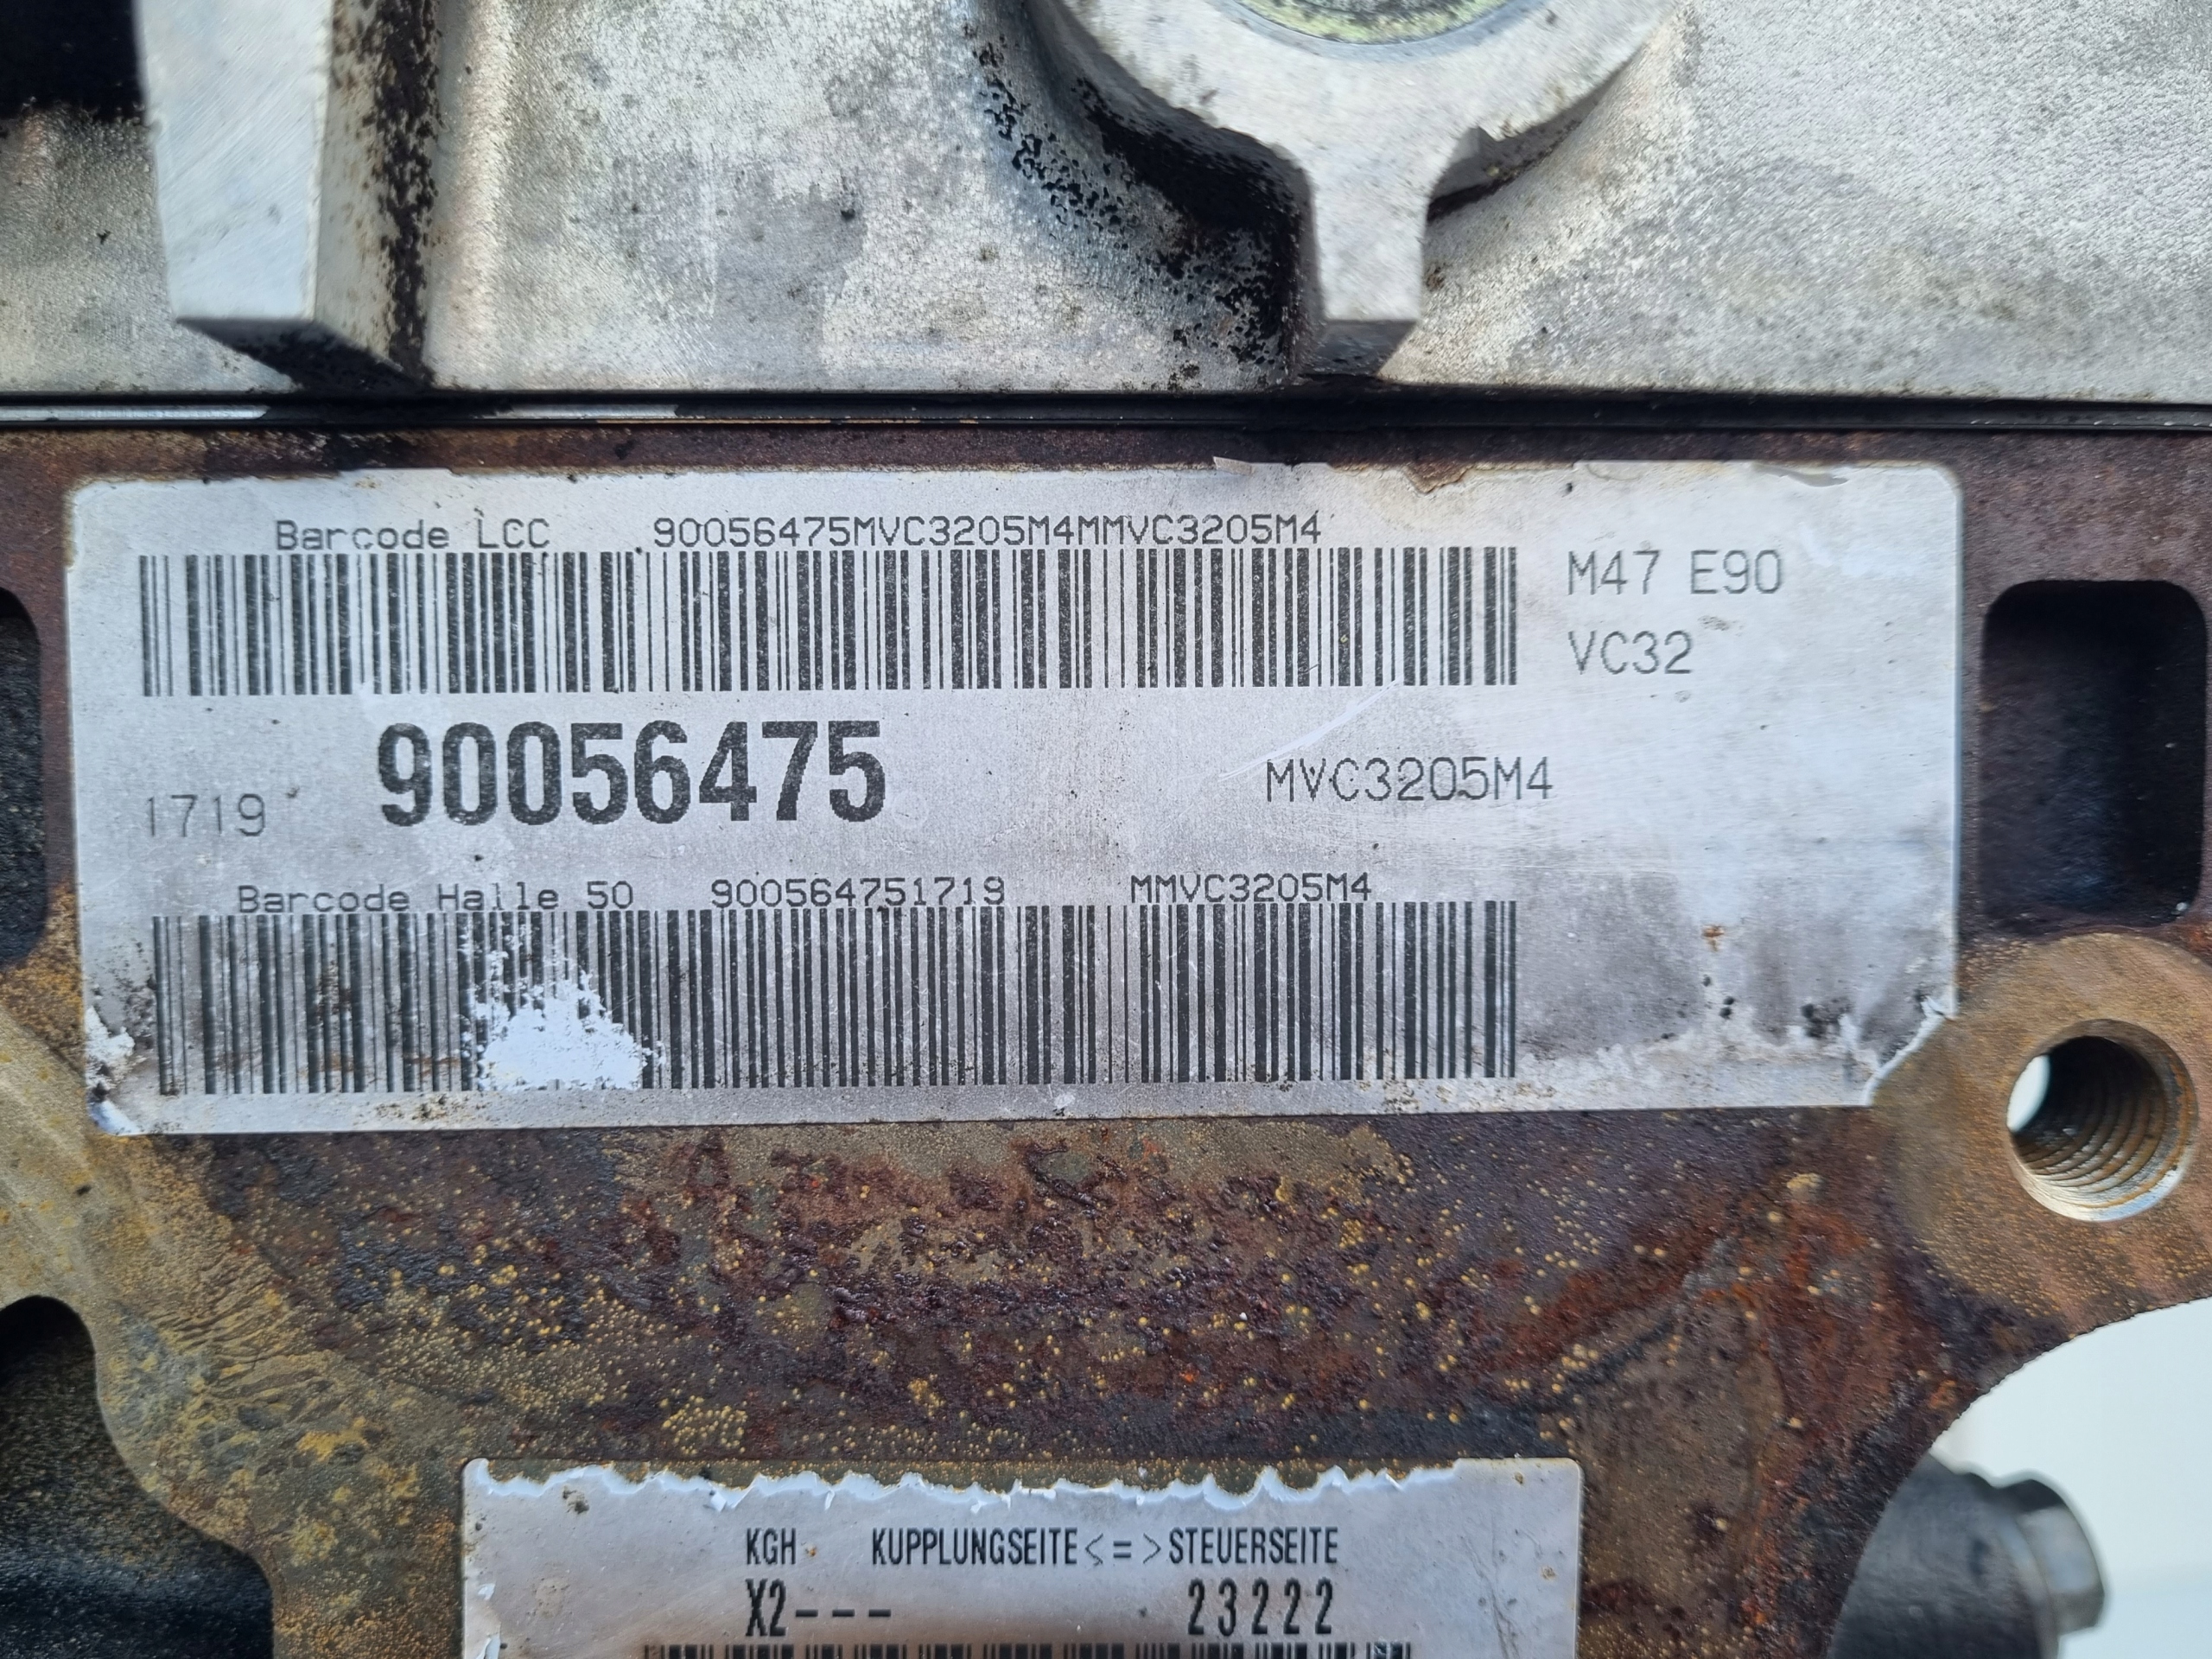 Barcode LCC 90056475MVC3205M4MMVC3205M4
M47 E90
VC32
1719 90056475 MVC3205M4
Barcode Halle 50 900564751719 MMVC3205M4
KGH KUPPLUNGSEITE<=>STEUERSEITE
X2--- 23222